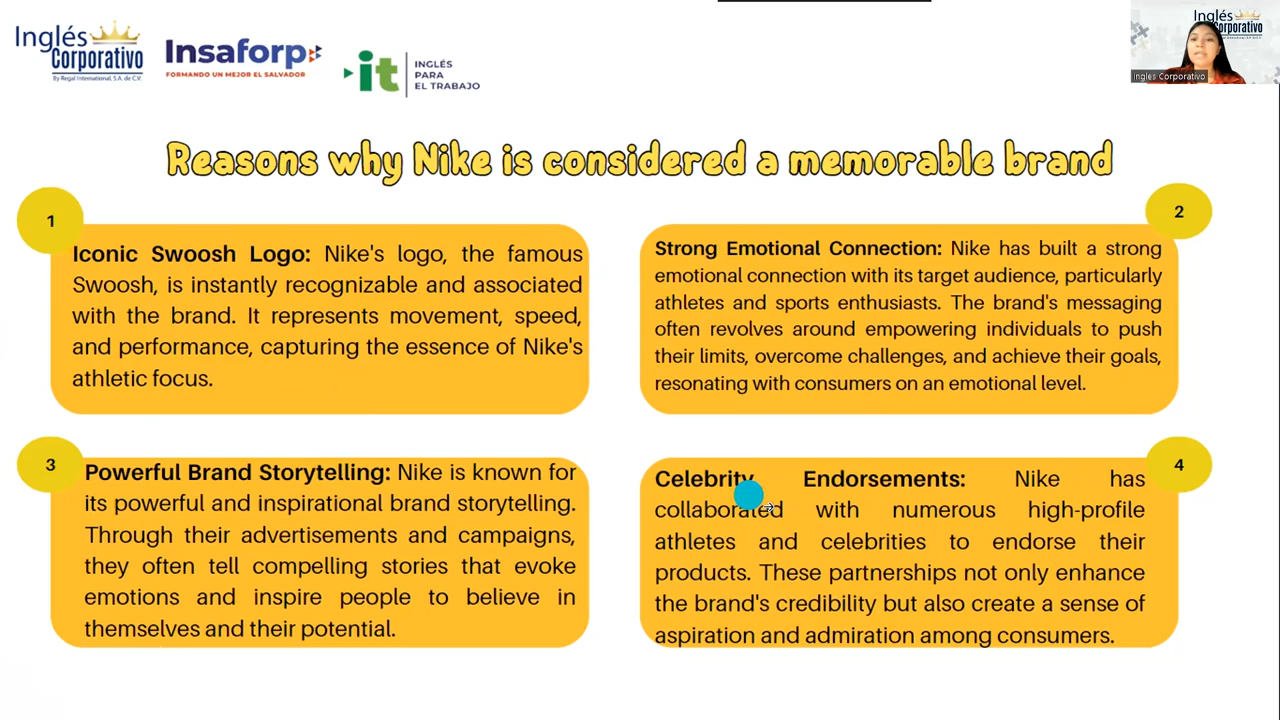 Inglés
Corporativo
By Regal International, S.A. de C.V.
Insaforp
FORMANDO UN MEJOR EL SALVADOR
it
INGLÉS
PARA
EL TRABAJO
Inglés
Corporativo
Inglés Corporativo
Reasons why Nike is considered a memorable brand
1
Iconic Swoosh Logo: Nike's logo, the famous
Swoosh, is instantly recognizable and associated
with the brand. It represents movement, speed,
and performance, capturing the essence of Nike's
athletic focus.
2
Strong Emotional Connection: Nike has built a strong
emotional connection with its target audience, particularly
athletes and sports enthusiasts. The brand's messaging
often revolves around empowering individuals to push
their limits, overcome challenges, and achieve their goals,
resonating with consumers on an emotional level.
3
Powerful Brand Storytelling: Nike is known for
its powerful and inspirational brand storytelling.
Through their advertisements and campaigns,
they often tell compelling stories that evoke
emotions and inspire people to believe in
themselves and their potential.
4
Celebrity Endorsements: Nike has
collaborated with numerous high-profile
athletes and celebrities to endorse their
products. These partnerships not only enhance
the brand's credibility but also create a sense of
aspiration and admiration among consumers.